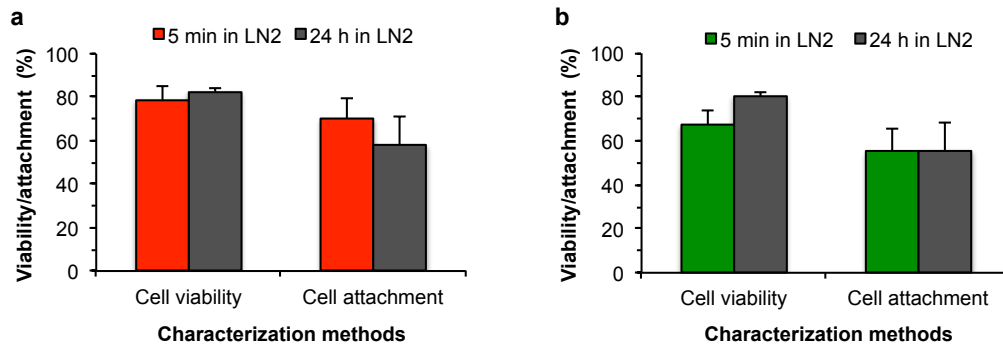 a
5 min in LN2 24 h in LN2
Viability/attachment (%)
100
80
60
40
20
0
Cell viability Cell attachment
Characterization methods
b
5 min in LN2 24 h in LN2
Viability/attachment (%)
100
80
60
40
20
0
Cell viability Cell attachment
Characterization methods